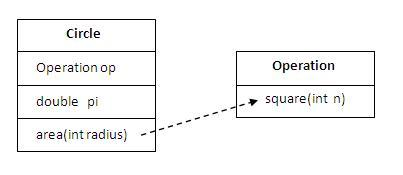 Circle
Operation op
double pi
area(int radius)
Operation
square(int n)